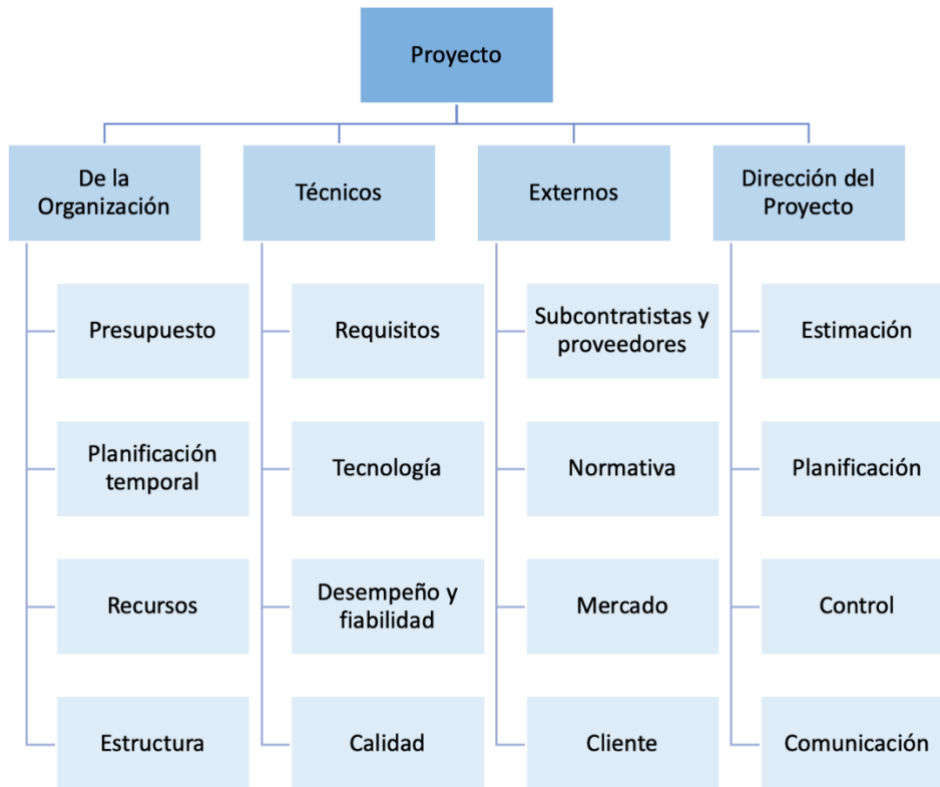 Proyecto
De la
Organización
Técnicos
Externos
Dirección del
Proyecto
Presupuesto
Requisitos
Subcontratistas y
proveedores
Estimación
Planificación
temporal
Tecnología
Normativa
Planificación
Recursos
Desempeño y
fiabilidad
Mercado
Control
Estructura
Calidad
Cliente
Comunicación